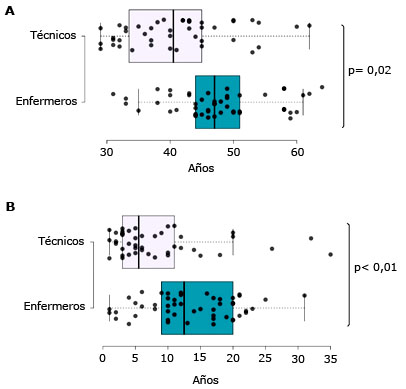 A
Técnicos
Enfermeros
p= 0,02
30 40 50 60
Años
B
Técnicos
Enfermeros
p< 0,01
0 5 10 15 20 25 30 35
Años